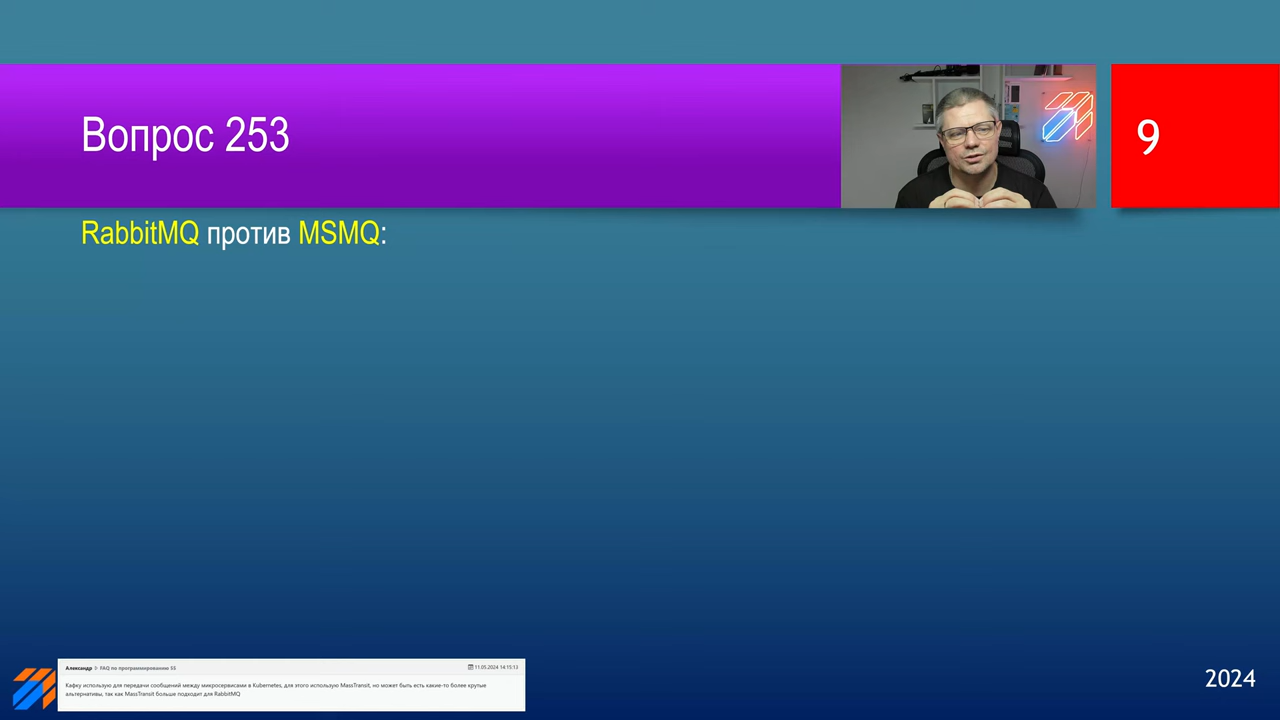 Вопрос 253
9
RabbitMQ против MSMQ:
Александр FAQ по программированию 55
11.05.2024 14:15:13
Кафку использую для передачи сообщений между микросервисами в Kubernetes, для этого использую MassTransit, но может быть есть какие-то более крутые
альтернативы, так как MassTransit больше подходит для RabbitMQ
2024